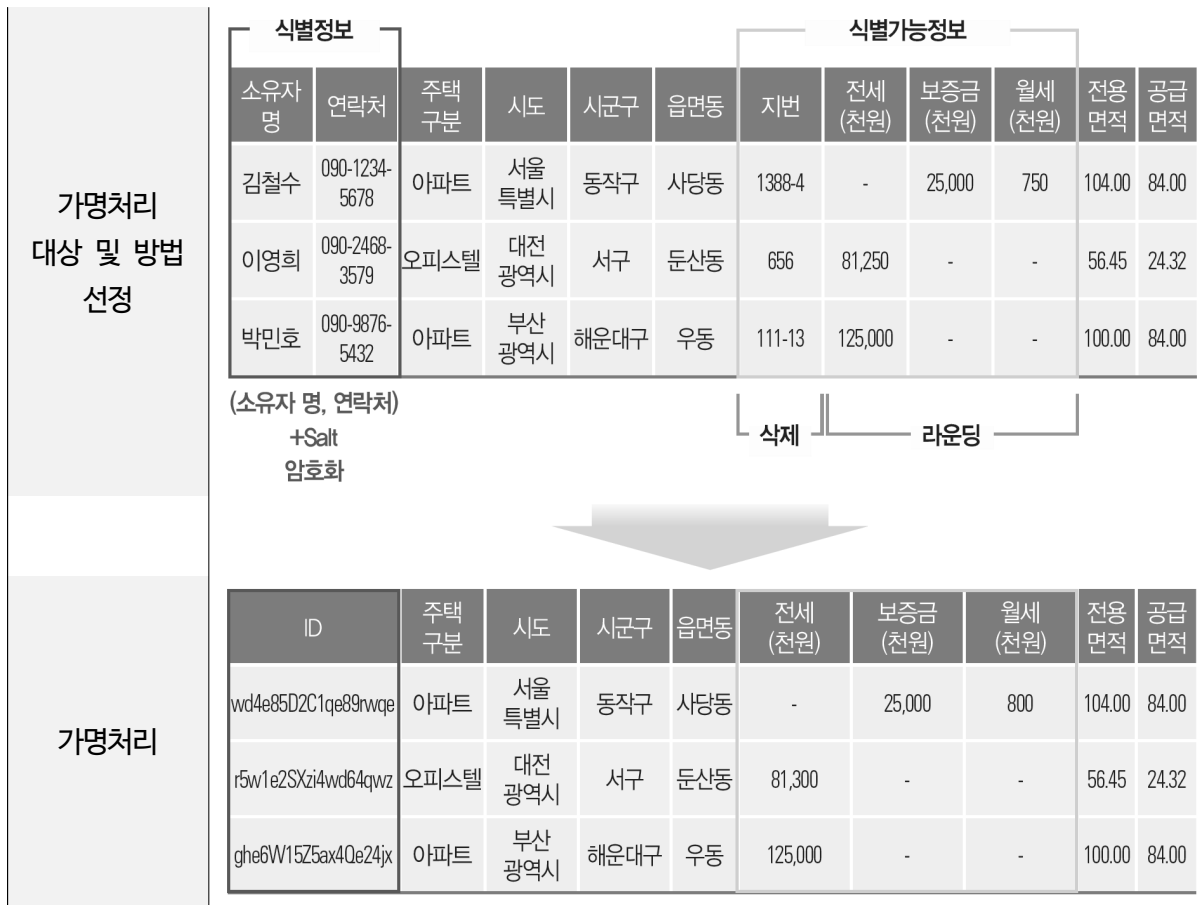 식별정보 식별가능정보
소유자명 연락처 주택구분 시도 시군구 읍면동 지번 전세(천원) 보증금(천원) 월세(천원) 전용면적 공급면적
김철수 090-1234-5678 아파트 서울특별시 동작구 사당동 1388-4 - 25,000 750 104.00 84.00
이영희 090-2468-3579 오피스텔 대전광역시 서구 둔산동 656 81,250 - - 56.45 24.32
박민호 090-9876-5432 아파트 부산광역시 해운대구 우동 111-13 125,000 - - 100.00 84.00
가명처리
대상 및 방법
선정
(소유자 명, 연락처)
+Salt
암호화
삭제 라운딩
ID 주택구분 시도 시군구 읍면동 전세(천원) 보증금(천원) 월세(천원) 전용면적 공급면적
wd4e85D2C1qe89rwqe 아파트 서울특별시 동작구 사당동 - 25,000 800 104.00 84.00
r5w1e2SXzi4wd64qwz 오피스텔 대전광역시 서구 둔산동 81,300 - - 56.45 24.32
ghe6W15Z5ax4Qe24jx 아파트 부산광역시 해운대구 우동 125,000 - - 100.00 84.00
가명처리